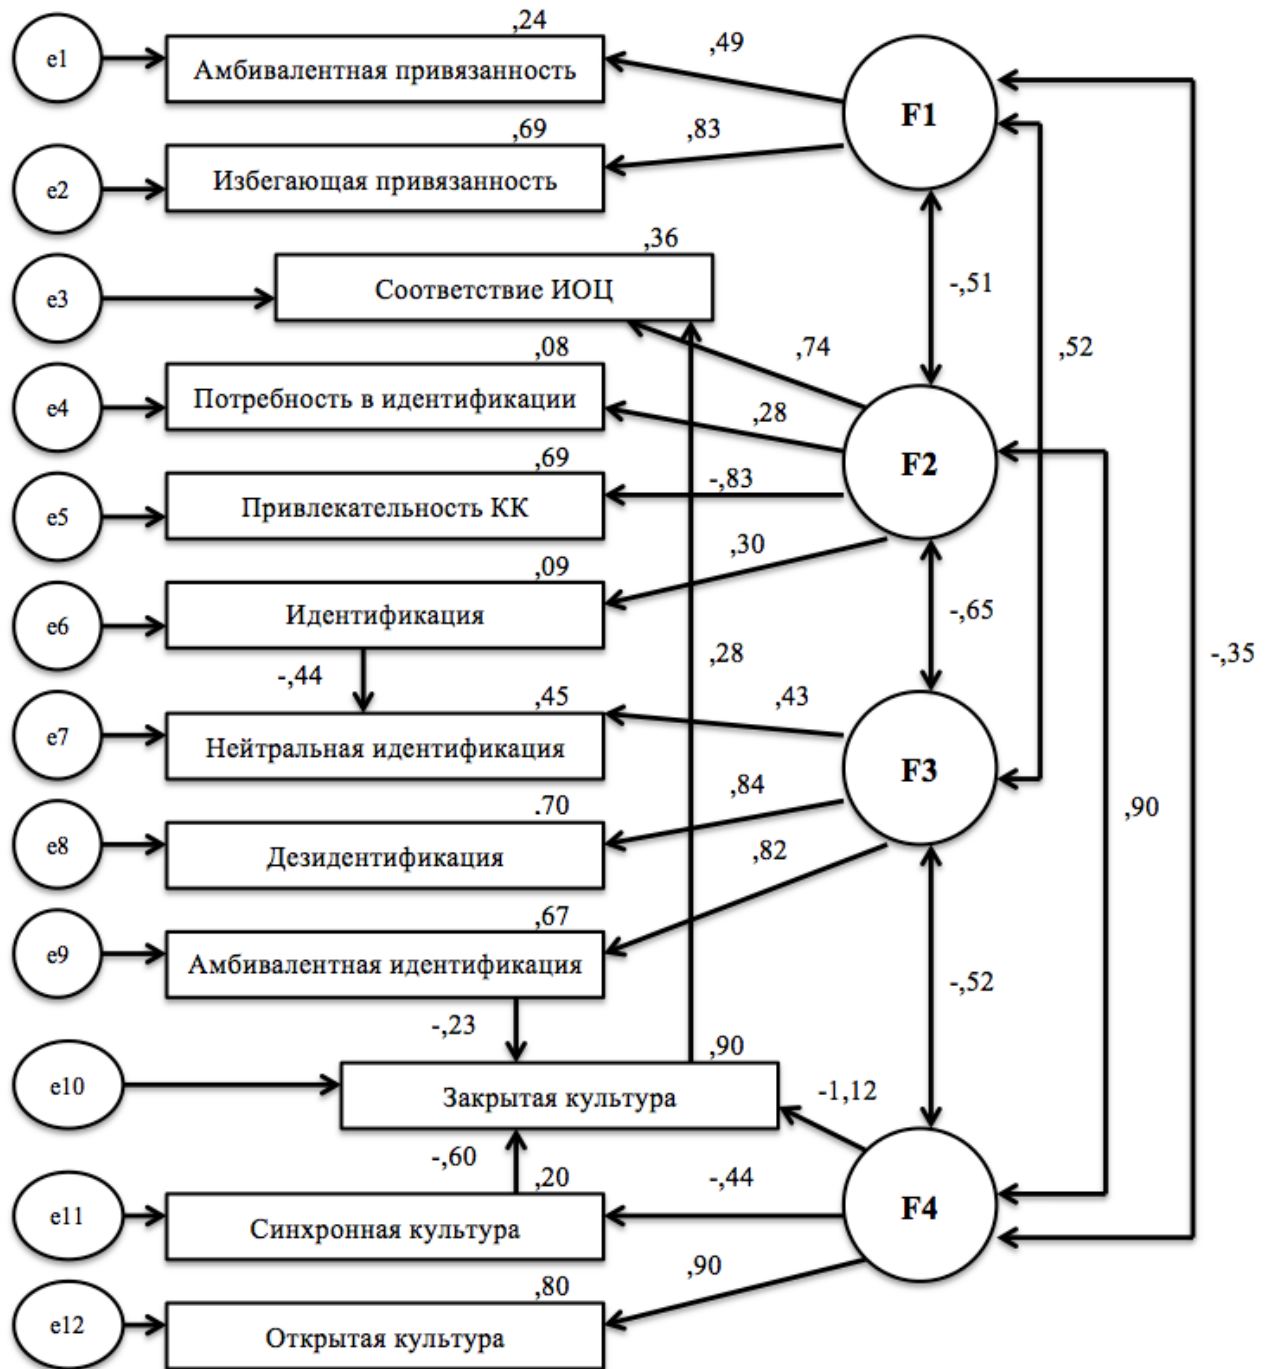 ,24
e1
Амбивалентная привязанность
,49
F1
,69
,83
e2
Избегающая привязанность
,36
e3
Соответствие ИОЦ
-,51
,08
,74
,52
e4
Потребность в идентификации
,28
,69
F2
-,83
e5
Привлекательность КК
,09
,30
e6
Идентификация
-,65
-,44
,28
-,35
,45
,43
e7
Нейтральная идентификация
F3
.70
,84
e8
Дезидентификация
,90
,67
,82
e9
Амбивалентная идентификация
-,52
-,23
,90
e10
Закрытая культура
-1,12
-,60
,20
-,44
e11
Синхронная культура
F4
,80
,90
e12
Открытая культура